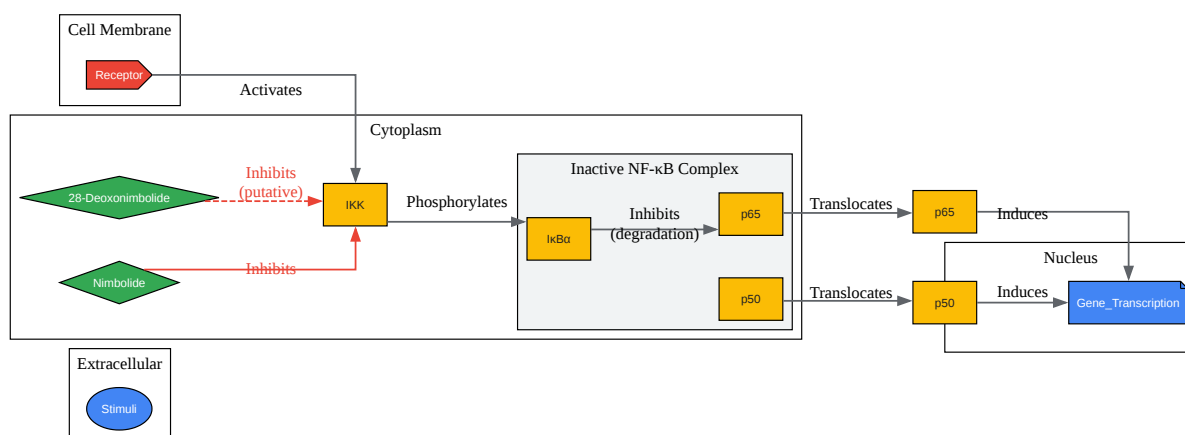 Cell Membrane
Receptor
Activates
Cytoplasm
Inactive NF-κB Complex
28-Deoxonimbolide
Inhibits
(putative)
IKK
Phosphorylates
IκBα
Inhibits
(degradation)
p65
Translocates
p65
Induces
Nimbolide
Inhibits
p50
Translocates
p50
Induces
Nucleus
Gene_Transcription
Extracellular
Stimuli